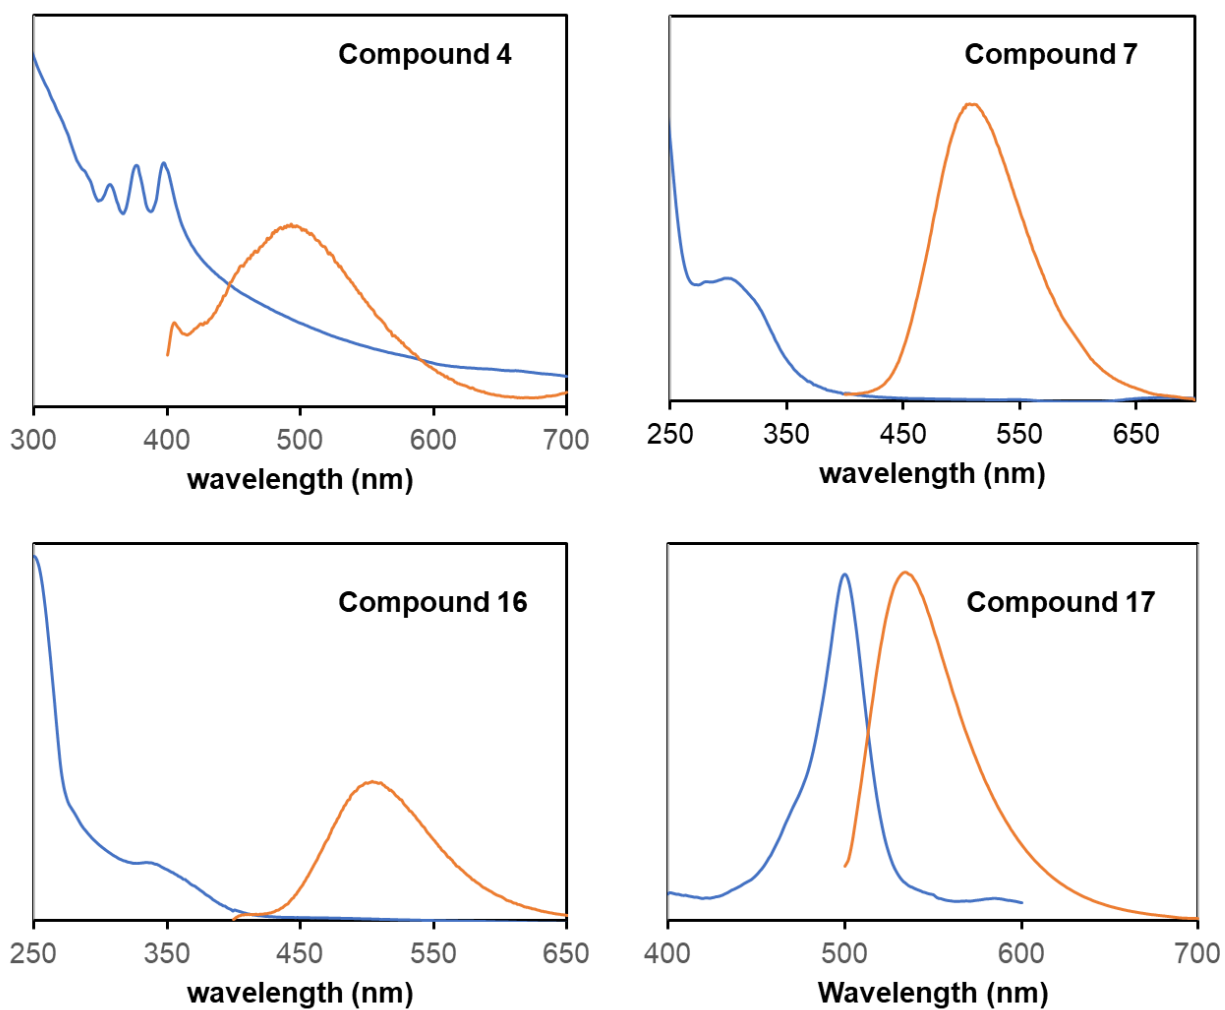 Compound 4
300 400 500 600 700
wavelength (nm)
Compound 7
250 350 450 550 650
wavelength (nm)
Compound 16
250 350 450 550 650
wavelength (nm)
Compound 17
400 500 600 700
Wavelength (nm)